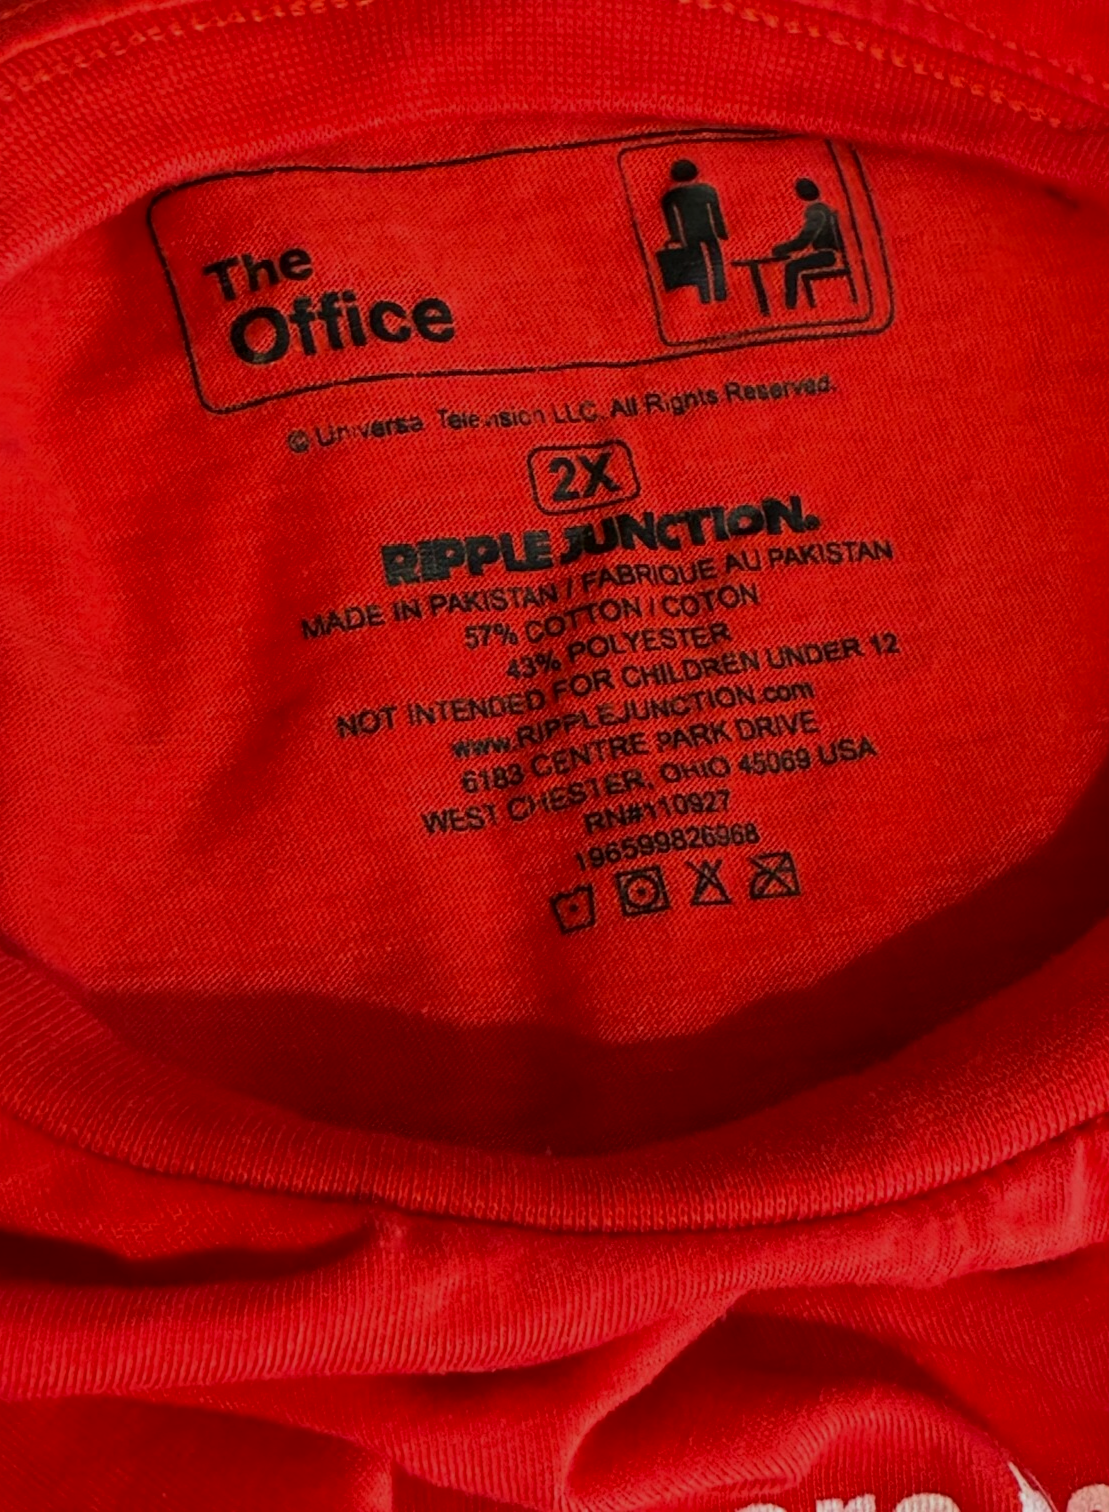 The
Office
© Universal Television LLC. All Rights Reserved.
2X
RIPPLE JUNCTION.
MADE IN PAKISTAN / FABRIQUE AU PAKISTAN
57% COTTON / COTON
43% POLYESTER
NOT INTENDED FOR CHILDREN UNDER 12
www.RIPPLEJUNCTION.com
6183 CENTRE PARK DRIVE
WEST CHESTER, OHIO 45069 USA
RN#110927
196599826968